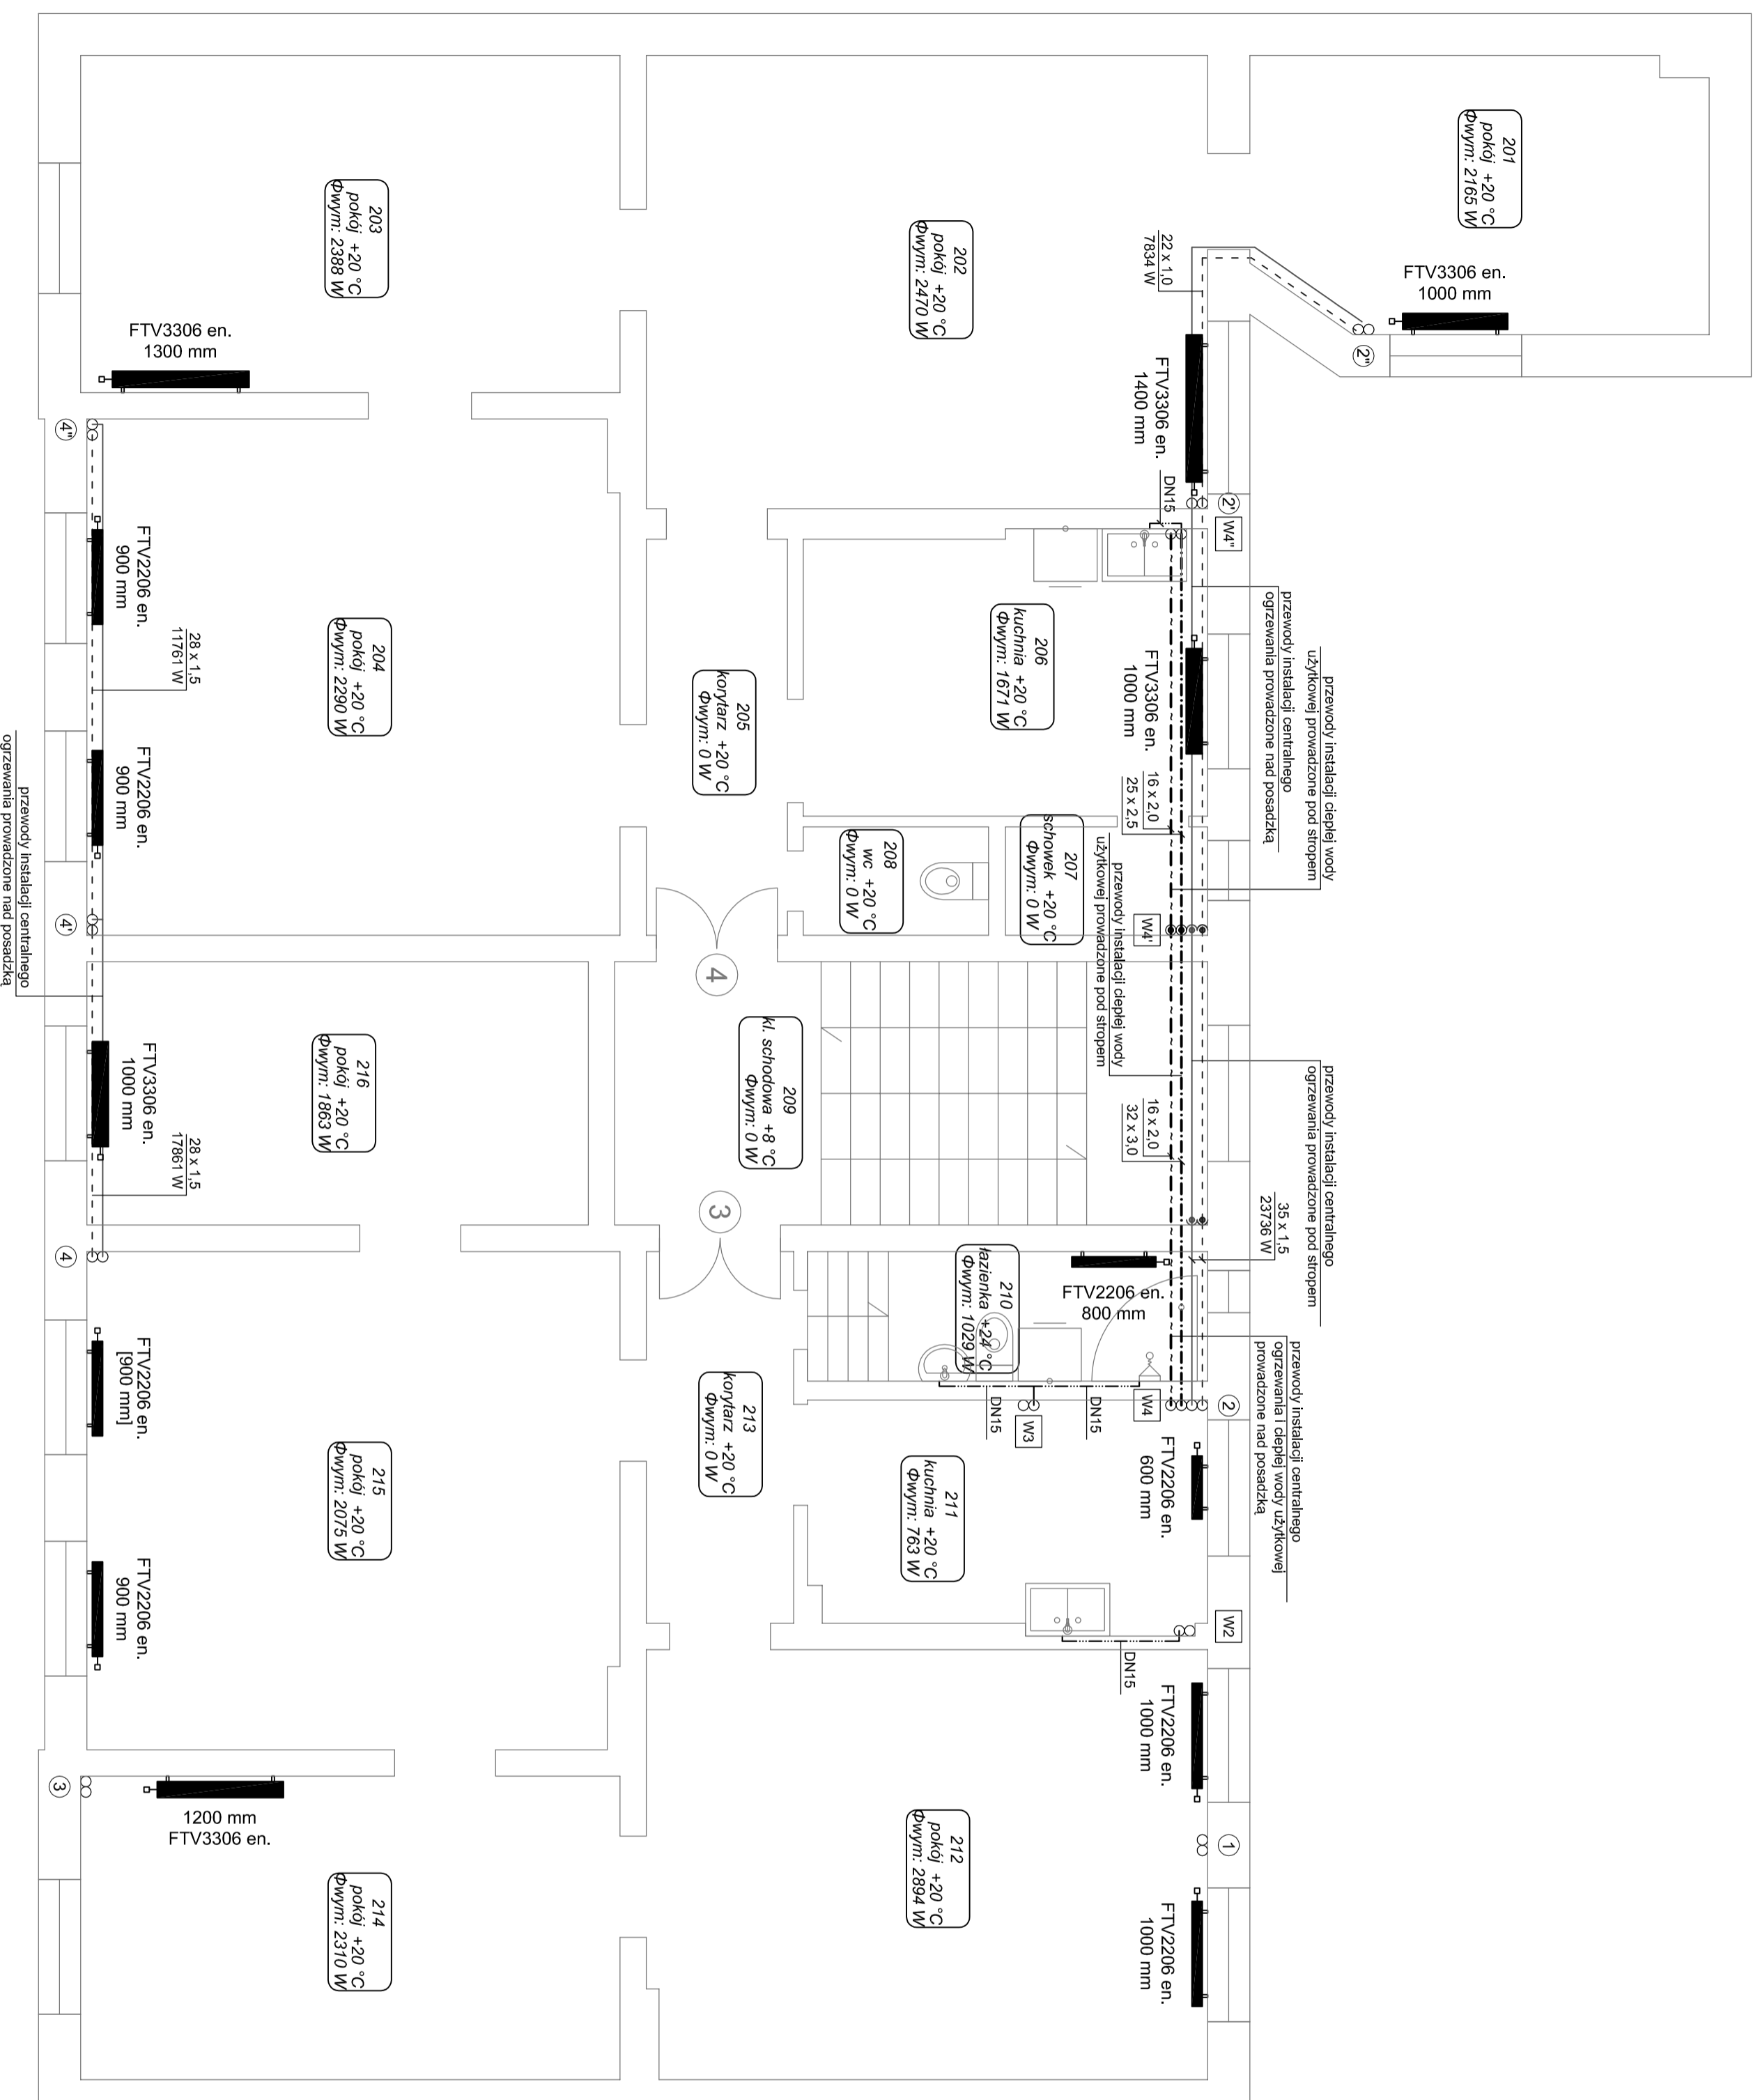 201
pokój +20 °C
Φwym: 2165 W
FTV3306 en.
1000 mm
2"
22 x 1,0
7834 W
202
pokój +20 °C
Φwym: 2470 W
FTV3306 en.
1400 mm
203
pokój +20 °C
Φwym: 2388 W
FTV3306 en.
1300 mm
4"
2'
W4"
DN15
przewody instalacji centralnego
ogrzewania prowadzone nad posadzką
przewody instalacji ciepłej wody
użytkowej prowadzone pod stropem
206
kuchnia +20 °C
Φwym: 1671 W
FTV3306 en.
1000 mm
16 x 2,0
25 x 2,5
FTV2206 en.
900 mm
28 x 1,5
11761 W
204
pokój +20 °C
Φwym: 2290 W
205
korytarz +20 °C
Φwym: 0 W
FTV2206 en.
900 mm
przewody instalacji centralnego
ogrzewania prowadzone nad posadzką
4'
208
wc +20 °C
Φwym: 0 W
207
schowek +20 °C
Φwym: 0 W
W4'
przewody instalacji ciepłej wody
użytkowej prowadzone pod stropem
4
209
kl. schodowa +8 °C
Φwym: 0 W
16 x 2,0
32 x 3,0
przewody instalacji centralnego
ogrzewania prowadzone pod stropem
35 x 1,5
23736 W
216
pokój +20 °C
Φwym: 1863 W
FTV3306 en.
1000 mm
28 x 1,5
17861 W
4
3
210
łazienka +24 °C
Φwym: 1029 W
FTV2206 en.
800 mm
przewody instalacji centralnego
ogrzewania i ciepłej wody użytkowej
prowadzone nad posadzką
DN15
W3
DN15
W4
2
FTV2206 en.
[900 mm]
215
pokój +20 °C
Φwym: 2075 W
213
korytarz +20 °C
Φwym: 0 W
211
kuchnia +20 °C
Φwym: 763 W
FTV2206 en.
600 mm
FTV2206 en.
900 mm
W2
DN15
FTV2206 en.
1000 mm
1
3
1200 mm
FTV3306 en.
214
pokój +20 °C
Φwym: 2310 W
212
pokój +20 °C
Φwym: 2894 W
FTV2206 en.
1000 mm